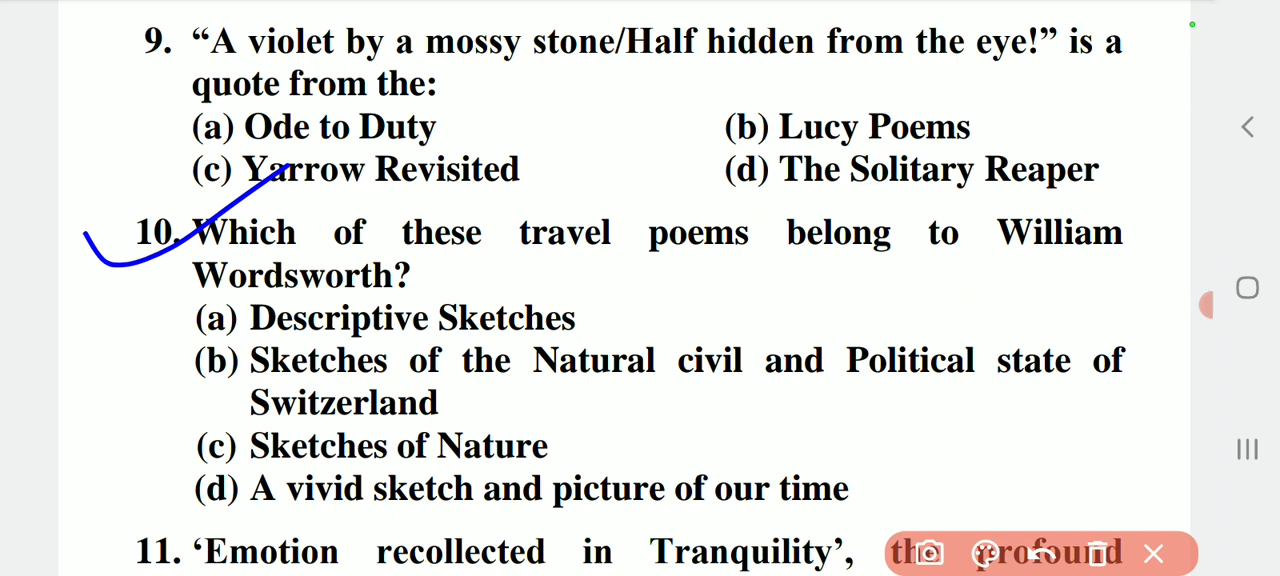 9. “A violet by a mossy stone/Half hidden from the eye!” is a
quote from the:
(a) Ode to Duty (b) Lucy Poems
(c) Yarrow Revisited (d) The Solitary Reaper
10. Which of these travel poems belong to William
Wordsworth?
(a) Descriptive Sketches
(b) Sketches of the Natural civil and Political state of
Switzerland
(c) Sketches of Nature
(d) A vivid sketch and picture of our time
11. ‘Emotion recollected in Tranquility’, the profound